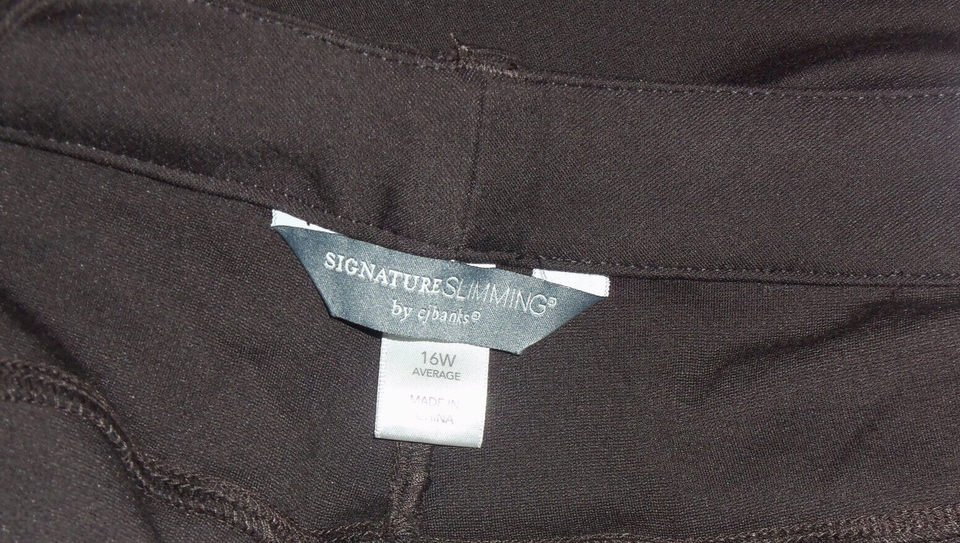 SIGNATURESLIMMING®
by cjbanks®
16W
AVERAGE
MADE IN
CHINA